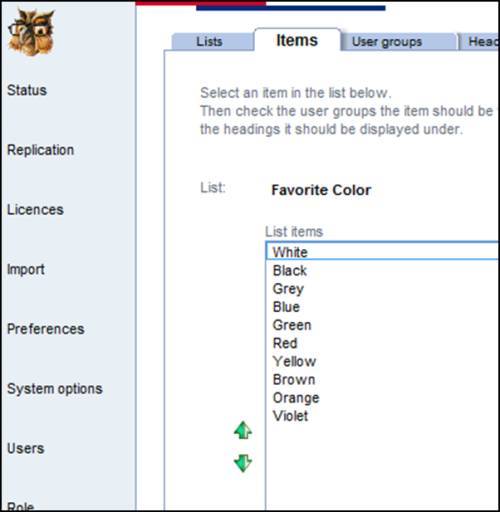 Status
Replication
Licences
Import
Preferences
System options
Users
Role
Lists
Items
User groups
Head
Select an item in the list below.
Then check the user groups the item should be
the headings it should be displayed under.
List:
Favorite Color
List items
White
Black
Grey
Blue
Green
Red
Yellow
Brown
Orange
Violet